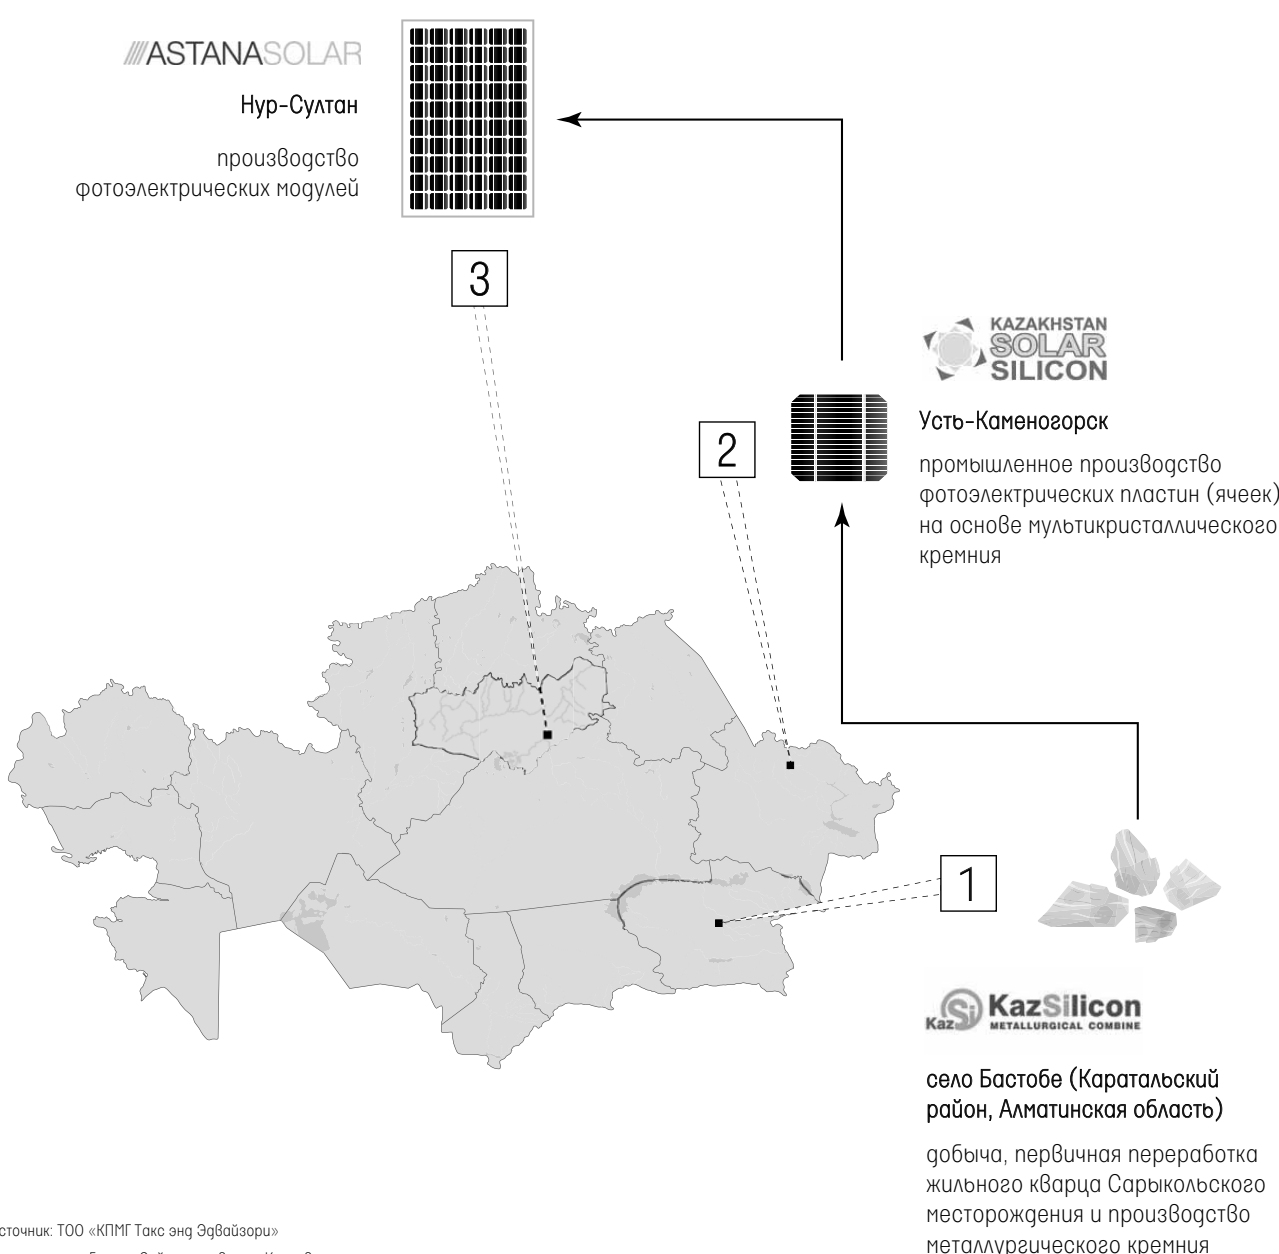 ASTANASOLAR
Нур-Султан
производство
фотоэлектрических модулей
3
KAZAKHSTAN
SOLAR
SILICON
Усть-Каменогорск
2
промышленное производство
фотоэлектрических пластин (ячеек)
на основе мультикристаллического
кремния
1
KazSi KazSilicon
METALLURGICAL COMBINE
село Бастобе (Каратальский
район, Алматинская область)
добыча, первичная переработка
жильного кварца Сарыкольского
месторождения и производство
металлургического кремния
сточник: ТОО «КПМГ Такс энд Эдвайзори»